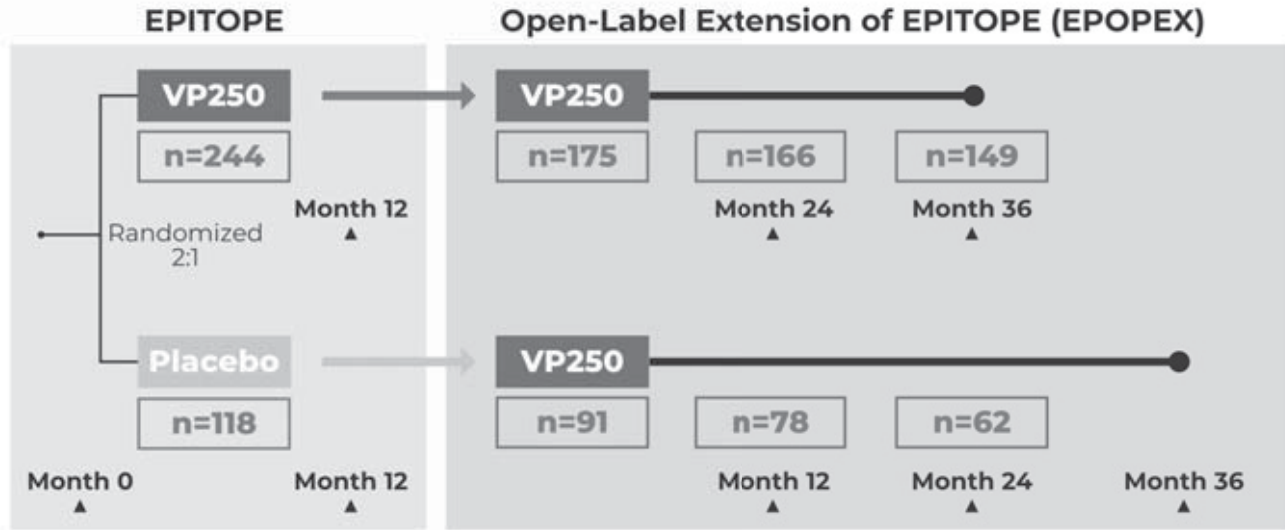 EPITOPE
Open-Label Extension of EPITOPE (EPOPEX)
VP250
VP250
n=244
n=175
n=166
n=149
Month 12
Month 24
Month 36
Randomized
2:1
Placebo
VP250
n=118
n=91
n=78
n=62
Month 0
Month 12
Month 12
Month 24
Month 36